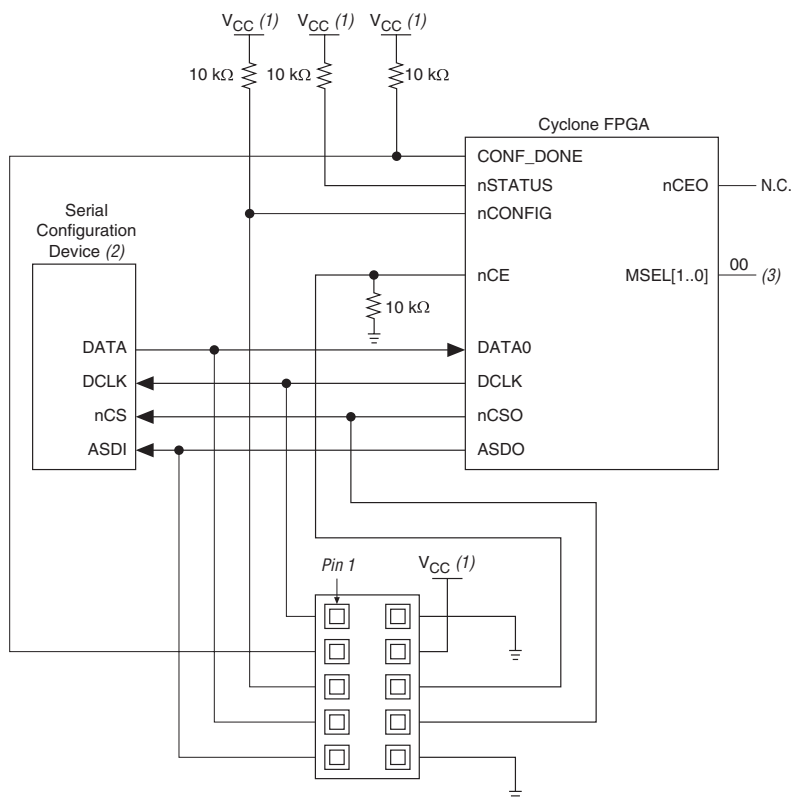 VCC (1) VCC (1) VCC (1)
10 kΩ 10 kΩ 10 kΩ
Cyclone FPGA
CONF_DONE
nSTATUS nCEO N.C.
nCONFIG
Serial
Configuration
Device (2)
nCE MSEL[1..0] 00 (3)
10 kΩ
DATA DATA0
DCLK DCLK
nCS nCSO
ASDI ASDO
Pin 1 VCC (1)